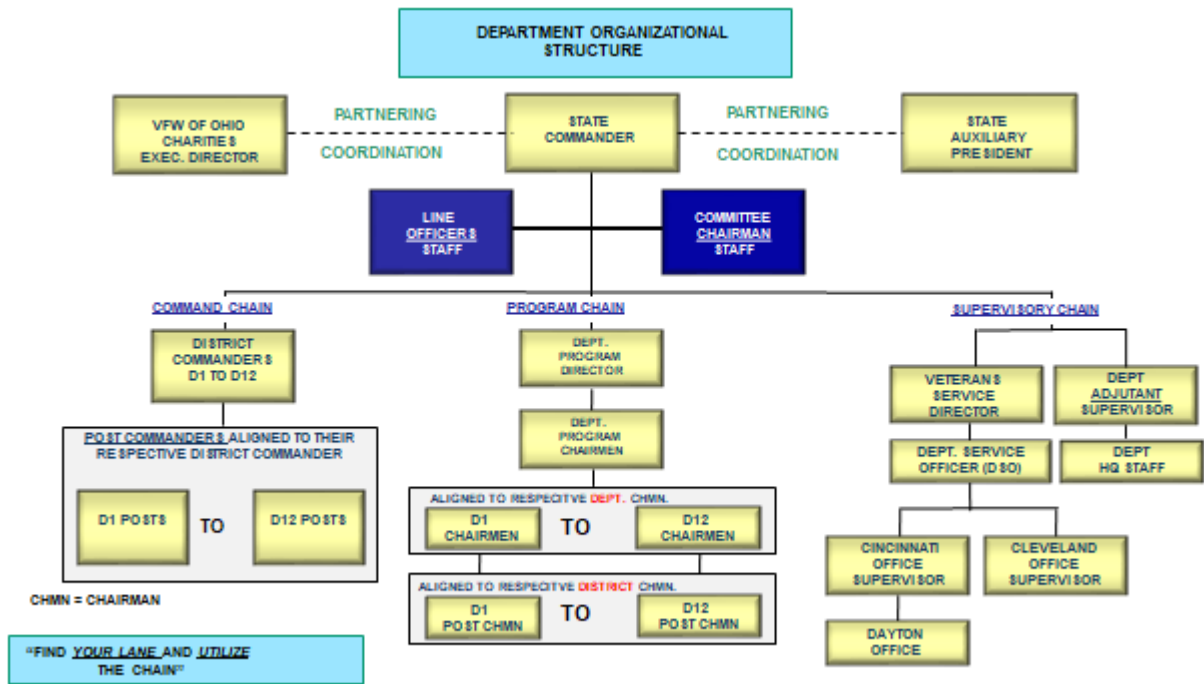 DEPARTMENT ORGANIZATIONAL
STRUCTURE
VFW OF OHIO
CHARITIES
EXEC. DIRECTOR
PARTNERING
COORDINATION
STATE
COMMANDER
PARTNERING
COORDINATION
STATE
AUXILIARY
PRESIDENT
LINE
OFFICERS
STAFF
COMMITTEE
CHAIRMAN
STAFF
COMMAND CHAIN
PROGRAM CHAIN
SUPERVISORY CHAIN
DISTRICT
COMMANDERS
D1 TO D12
POST COMMANDERS ALIGNED TO THEIR
RESPECTIVE DISTRICT COMMANDER
D1 POSTS
TO
D12 POSTS
CHMN = CHAIRMAN
"FIND YOUR LANE AND UTILIZE
THE CHAIN"
DEPT.
PROGRAM
DIRECTOR
DEPT.
PROGRAM
CHAIRMEN
ALIGNED TO RESPECITVE DEPT. CHMN.
D1
CHAIRMEN
TO
D12
CHAIRMEN
ALIGNED TO RESPECITVE DISTRICT CHMN.
D1
POST CHMN
TO
D12
POST CHMN
VETERANS
SERVICE
DIRECTOR
DEPT
ADJUTANT
SUPERVISOR
DEPT. SERVICE
OFFICER (DSO)
DEPT
HQ STAFF
CINCINNATI
OFFICE
SUPERVISOR
CLEVELAND
OFFICE
SUPERVISOR
DAYTON
OFFICE